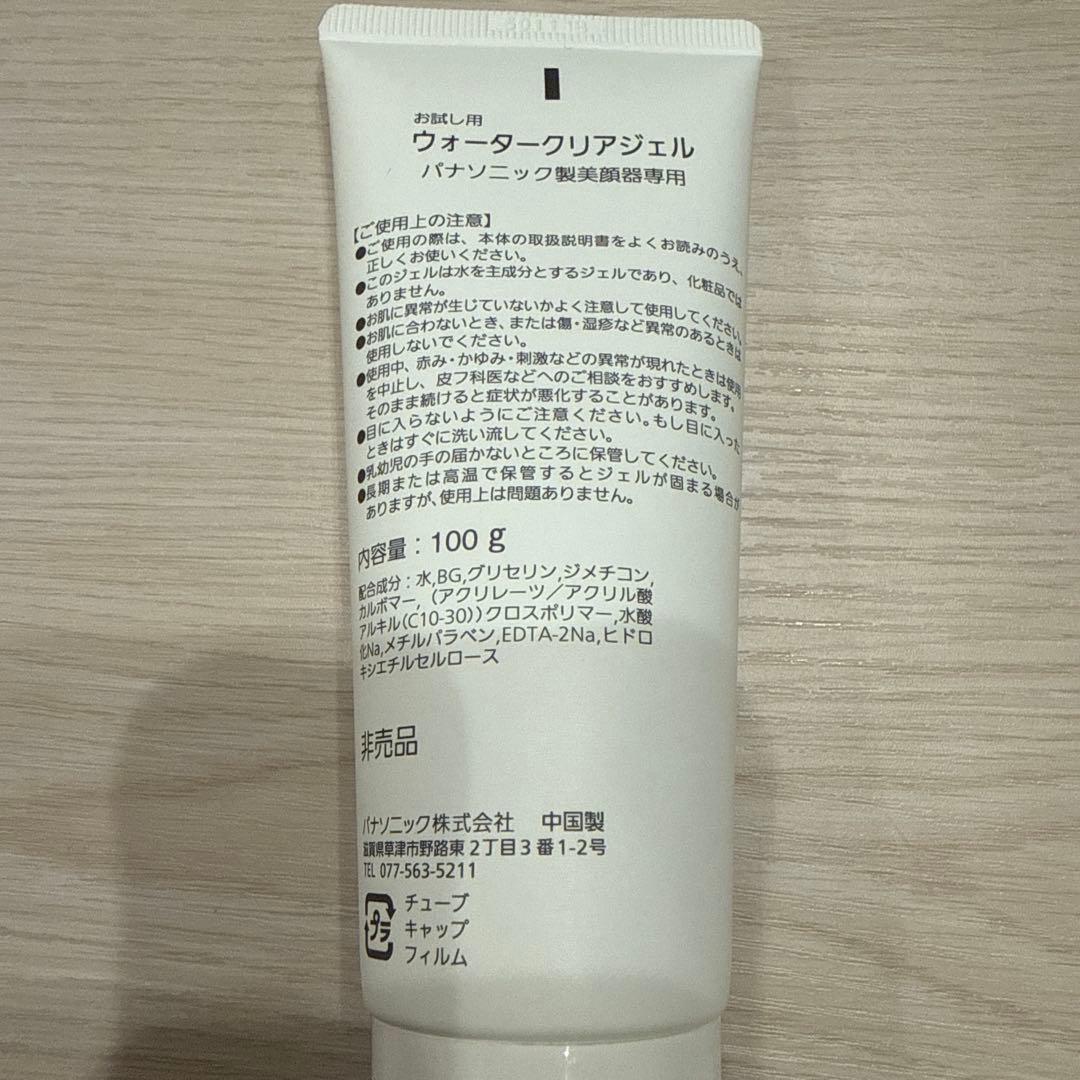 お試し用
ウォータークリアジェル
パナソニック製美顔器専用
【ご使用上の注意】
●ご使用の際は、本体の取扱説明書をよくお読みのうえ、
正しくお使いください。
●このジェルは水を主成分とするジェルであり、化粧品では
ありません。
●お肌に異常が生じていないかよく注意して使用してください。
●お肌に合わないとき、または傷・湿疹など異常のあるときは
使用しないでください。
●使用中、赤み・かゆみ・刺激などの異常が現れたときは使用
を中止し、皮フ科医などへのご相談をおすすめします。
そのまま続けると症状が悪化することがあります。
●目に入らないようにご注意ください。もし目に入った
ときはすぐに洗い流してください。
●乳幼児の手の届かないところに保管してください。
●長期または高温で保管するとジェルが固まる場合が
ありますが、使用上は問題ありません。
内容量：100 g
配合成分：水,BG,グリセリン,ジメチコン,
カルボマー,（アクリレーツ／アクリル酸
アルキル(C10-30)）クロスポリマー,水酸
化Na,メチルパラベン,EDTA-2Na,ヒドロ
キシエチルセルロース
非売品
パナソニック株式会社　中国製
滋賀県草津市野路東2丁目3番1-2号
TEL 077-563-5211
プラ
チューブ
キャップ
フィルム